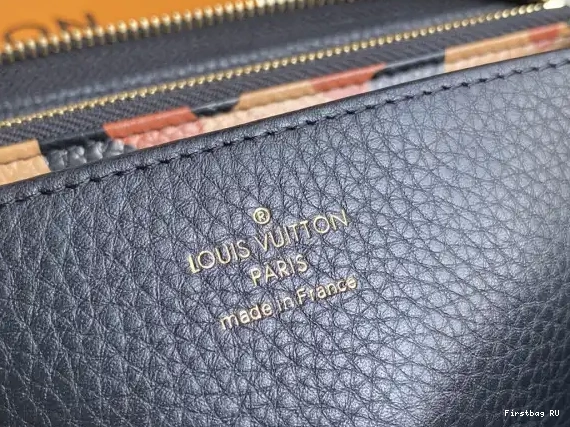 ®
LOUIS VUITTON
PARIS
made in France
Firstbag RU